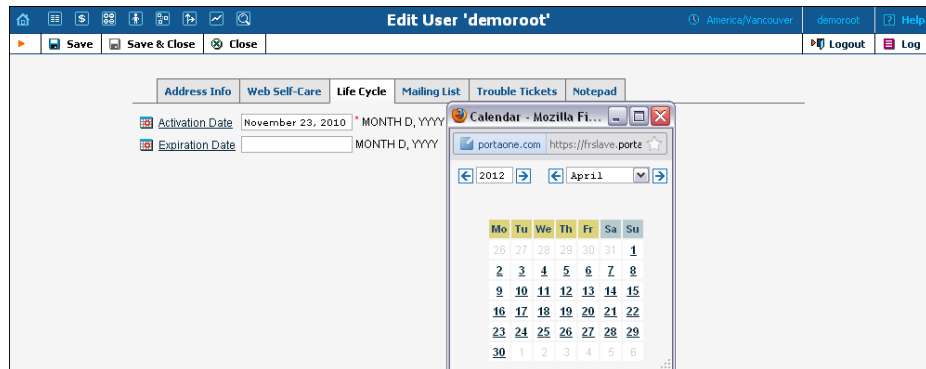 Edit User 'demoroot' America/Vancouver demoroot ? Help
Save Save & Close Close Logout Log
Address Info Web Self-Care Life Cycle Mailing List Trouble Tickets Notepad
Activation Date November 23, 2010 * MONTH D, YYYY
Expiration Date MONTH D, YYYY
Calendar - Mozilla Fi...
portaone.com https://frslave.porta
2012 April
Mo Tu We Th Fr Sa Su
26 27 28 29 30 31 1
2 3 4 5 6 7 8
9 10 11 12 13 14 15
16 17 18 19 20 21 22
23 24 25 26 27 28 29
30 1 2 3 4 5 6